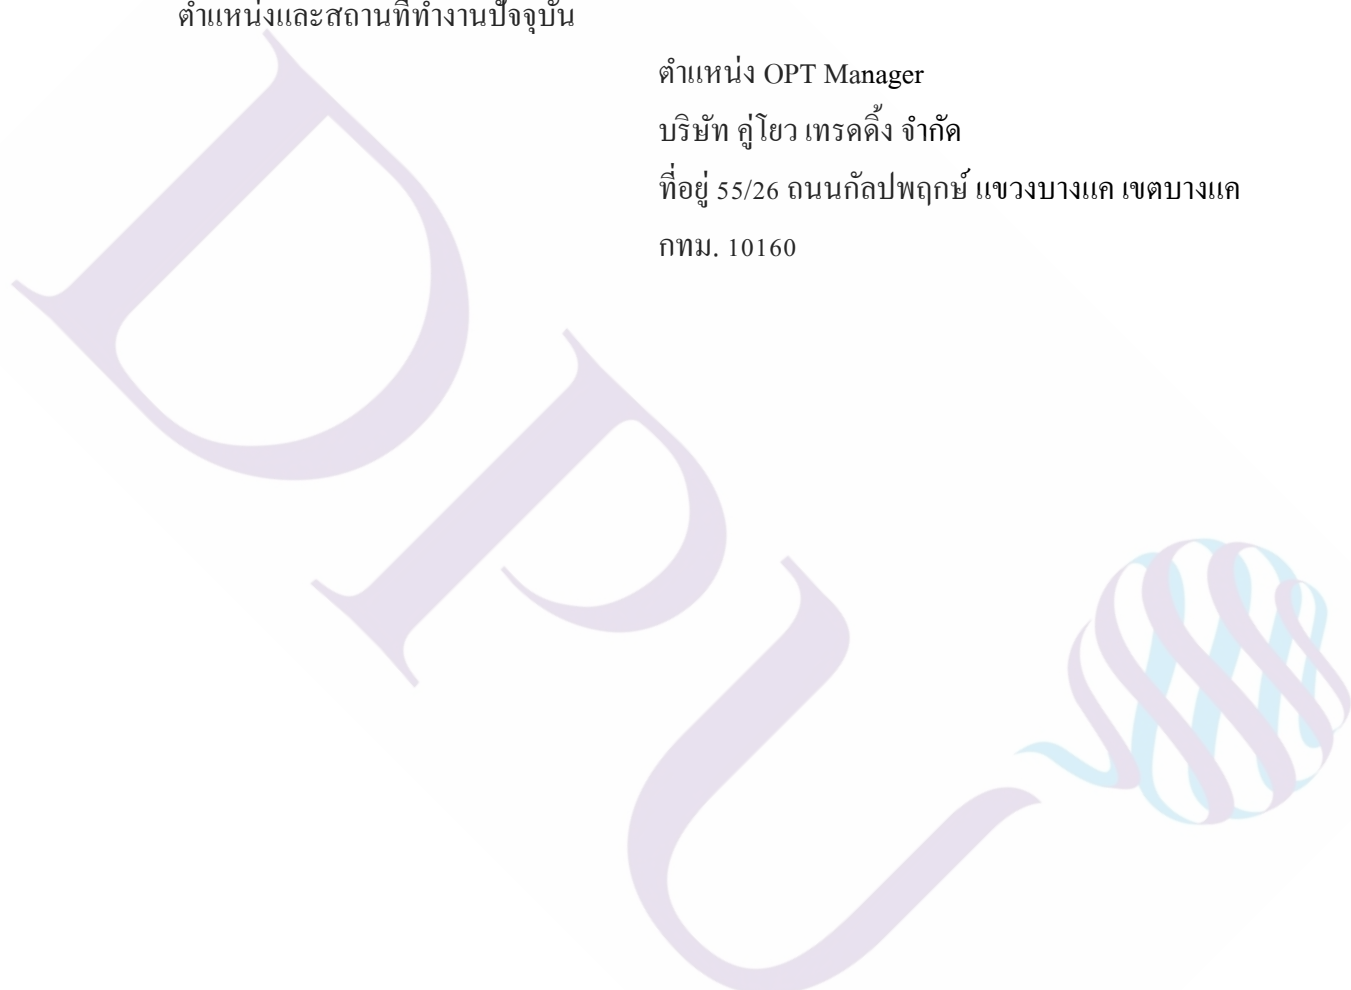 ตำแหน่งและสถานที่ทำงานปัจจุบัน
ตำแหน่ง OPT Manager
บริษัท คู่โยว เทรดดิ้ง จำกัด
ที่อยู่ 55/26 ถนนกัลปพฤกษ์ แขวงบางแค เขตบางแค
กทม. 10160
DPU